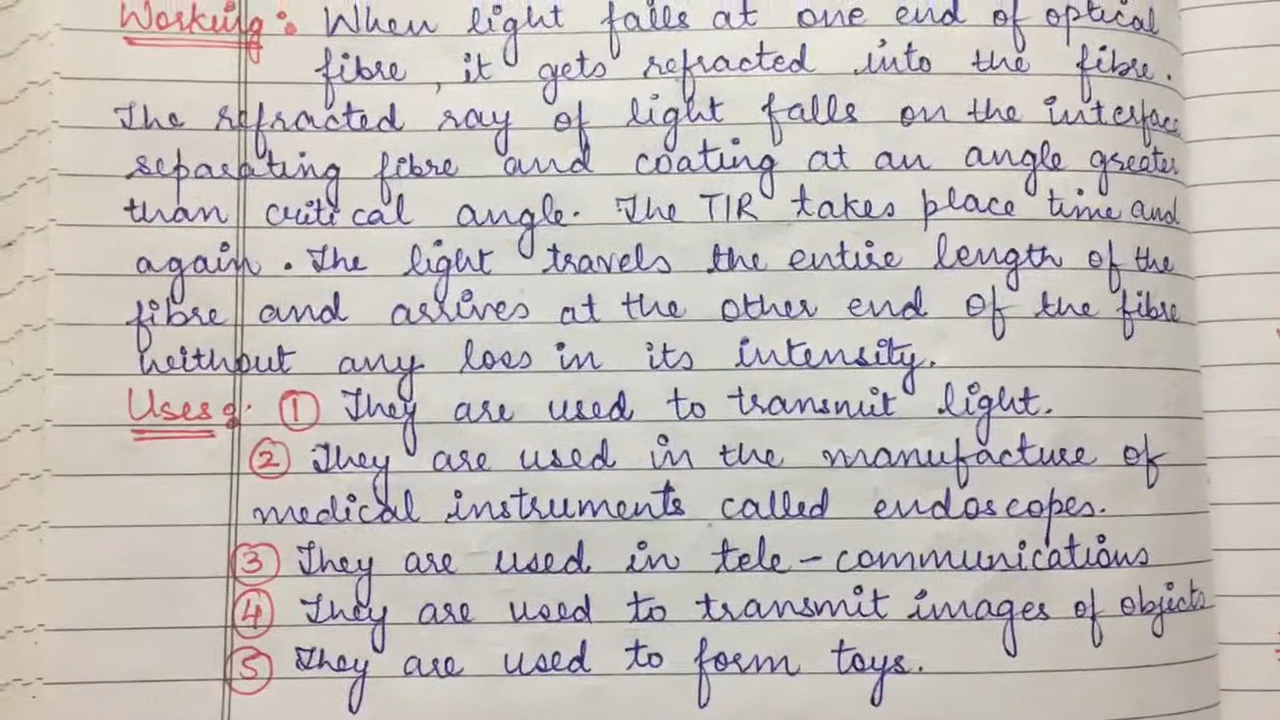 Working: When light falls at one end of optical
fibre, it gets refracted into the fibre.
The refracted ray of light falls on the interface
separating fibre and coating at an angle greater
than critical angle. The TIR takes place time and
again. The light travels the entire length of the
fibre and arrives at the other end of the fibre
without any loss in its intensity.
Uses: ① They are used to transmit light.
② They are used in the manufacture of
medical instruments called endoscopes.
③ They are used in tele-communications
④ They are used to transmit images of objects
⑤ They are used to form toys.